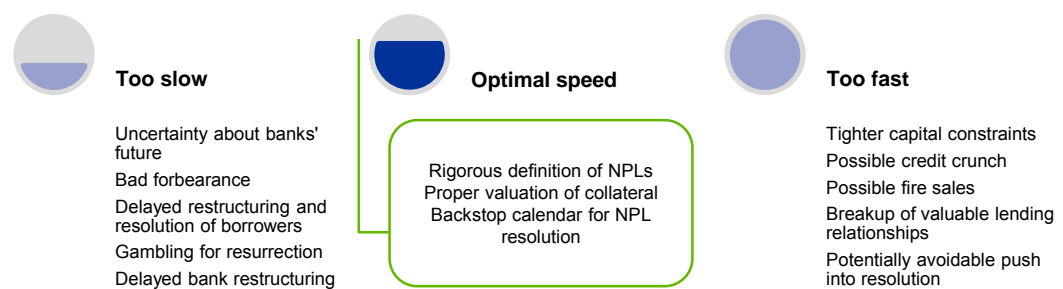 Too slow
Uncertainty about banks'
future
Bad forbearance
Delayed restructuring and
resolution of borrowers
Gambling for resurrection
Delayed bank restructuring
Optimal speed
Rigorous definition of NPLs
Proper valuation of collateral
Backstop calendar for NPL
resolution
Too fast
Tighter capital constraints
Possible credit crunch
Possible fire sales
Breakup of valuable lending
relationships
Potentially avoidable push
into resolution